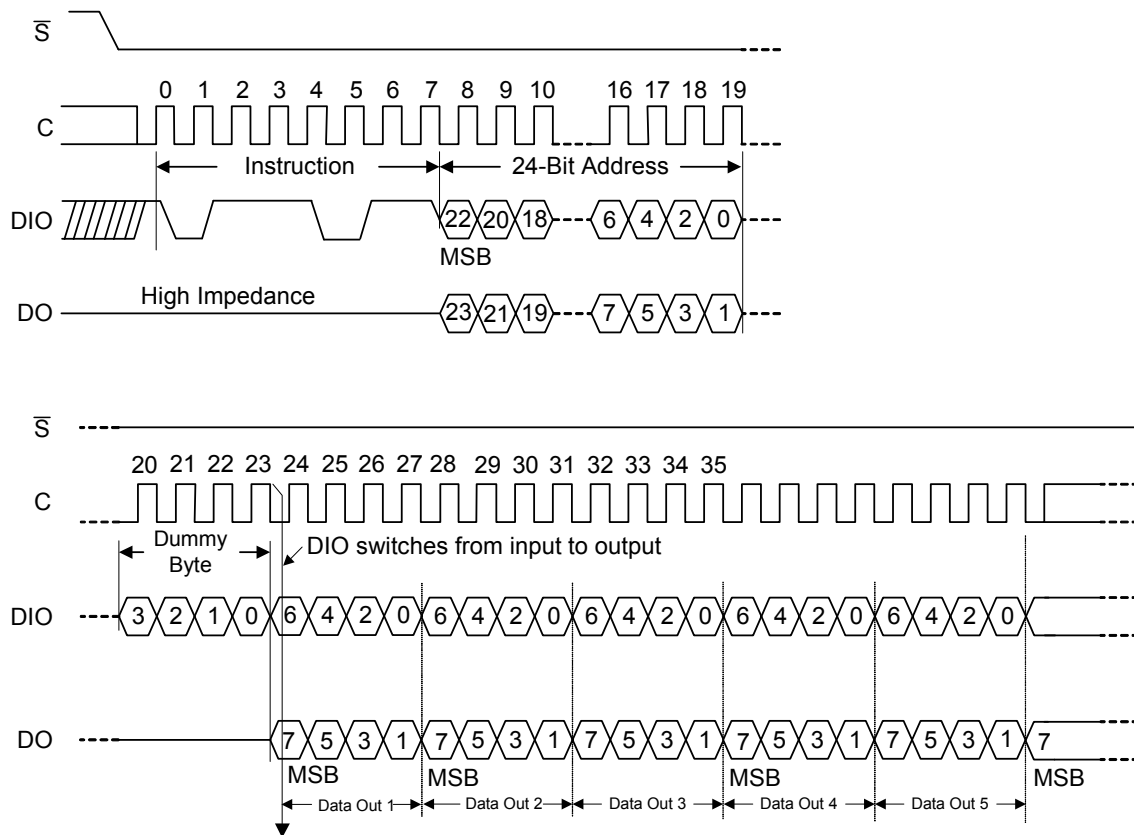 S
0 1 2 3 4 5 6 7 8 9 10 16 17 18 19
C
Instruction 24-Bit Address
DIO 22 20 18 6 4 2 0
MSB
High Impedance
DO 23 21 19 7 5 3 1
S
20 21 22 23 24 25 26 27 28 29 30 31 32 33 34 35
C
Dummy
Byte
DIO switches from input to output
DIO 3 2 1 0 6 4 2 0 6 4 2 0 6 4 2 0 6 4 2 0 6 4 2 0
DO 7 5 3 1 7 5 3 1 7 5 3 1 7 5 3 1 7 5 3 1 7
MSB MSB MSB MSB
Data Out 1 Data Out 2 Data Out 3 Data Out 4 Data Out 5